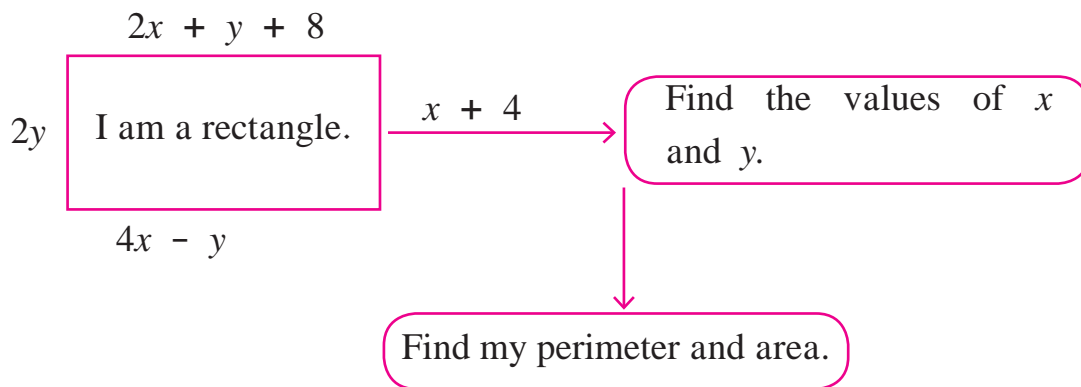 2x + y + 8
2y
I am a rectangle.
x + 4
Find the values of x
and y.
4x − y
Find my perimeter and area.